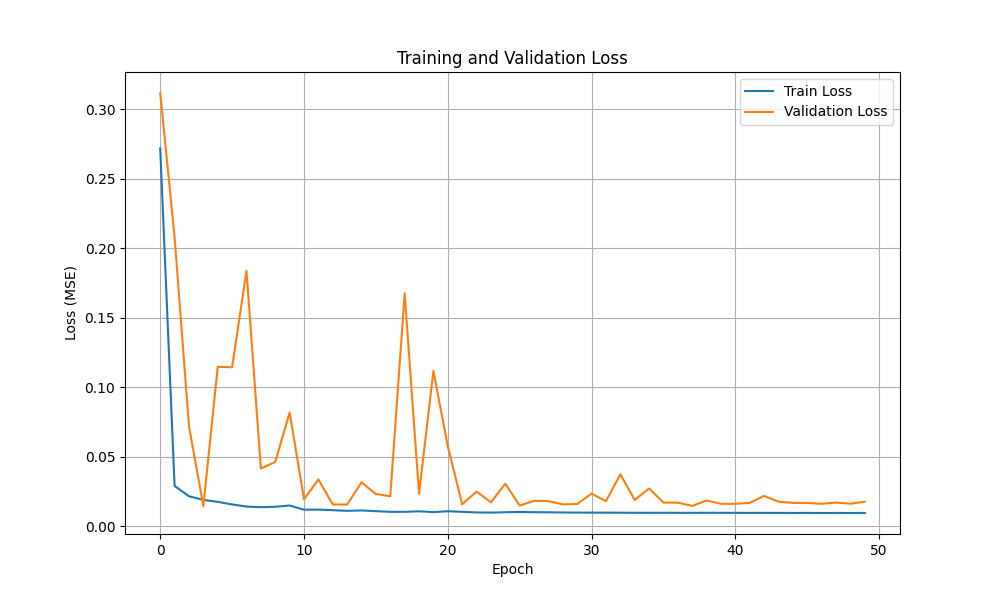 Training and Validation Loss
Train Loss
Validation Loss
0.30
0.25
0.20
0.15
0.10
0.05
0.00
Loss (MSE)
0 10 20 30 40 50
Epoch